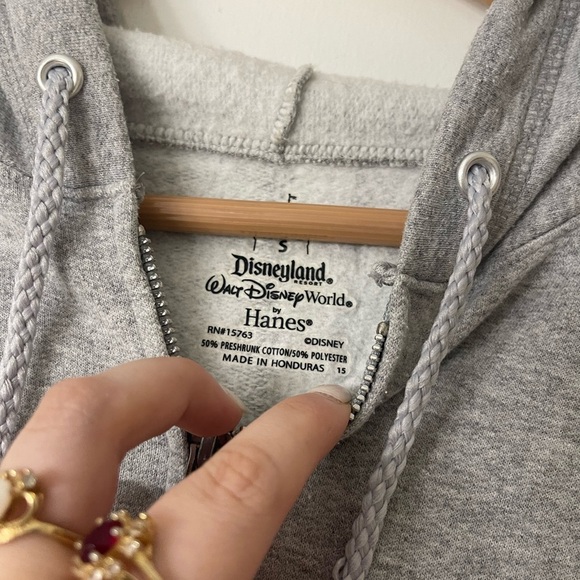 S
Disneyland®
RESORT
Walt Disney World®
by
Hanes®
RN#15763 ©DISNEY
50% PRESHRUNK COTTON/50% POLYESTER
MADE IN HONDURAS 15